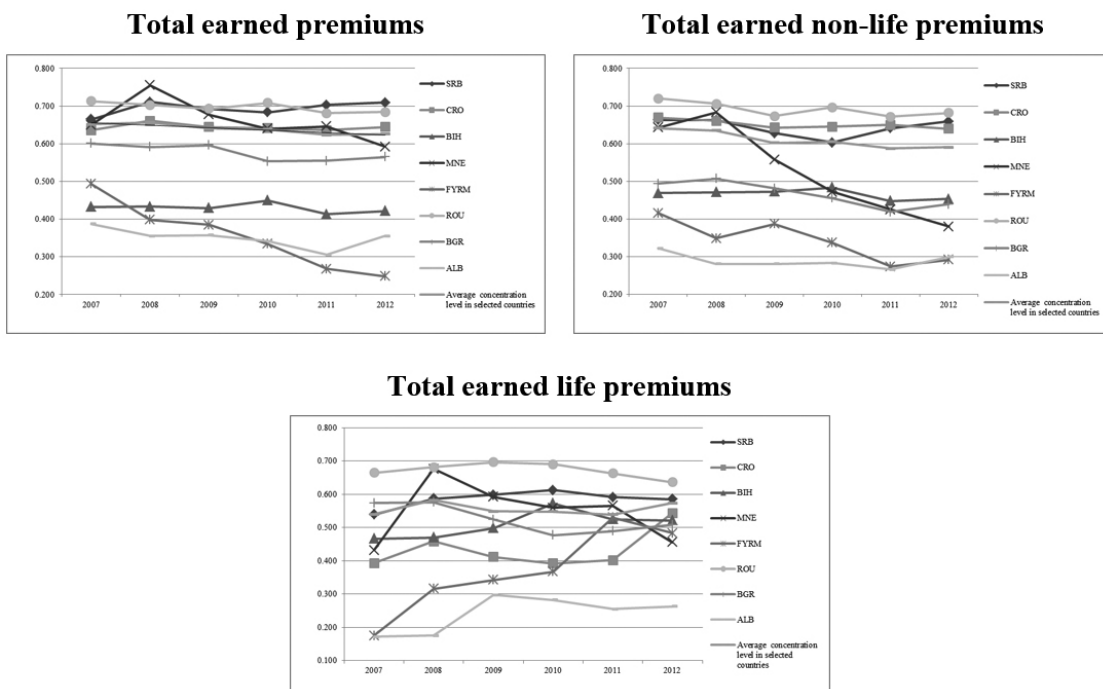 Total earned premiums
0.800
0.700
0.600
0.500
0.400
0.300
0.200
2007 2008 2009 2010 2011 2012
SRB
CRO
BIH
MNE
FYRM
ROU
BGR
ALB
Average concentration
level in selected countries
Total earned non-life premiums
0.800
0.700
0.600
0.500
0.400
0.300
0.200
2007 2008 2009 2010 2011 2012
SRB
CRO
BIH
MNE
FYRM
ROU
BGR
ALB
Average concentration
level in selected countries
Total earned life premiums
0.800
0.700
0.600
0.500
0.400
0.300
0.200
0.100
2007 2008 2009 2010 2011 2012
SRB
CRO
BIH
MNE
FYRM
ROU
BGR
ALB
Average concentration
level in selected
countries